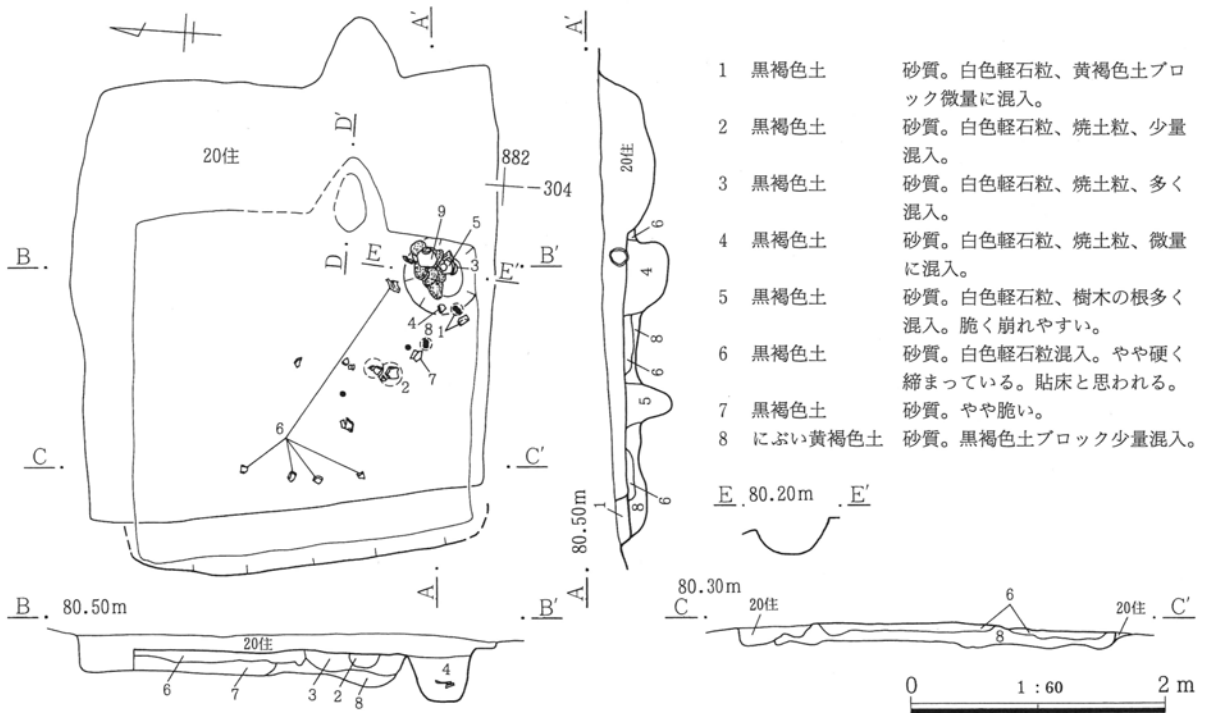 A'
D'
20住
882
304
9
5
B
D
E
E'
B'
3
4
1
8
7
2
6
C
C'
A
A'
20住
6
4
8
6
5
6
8
1
80.50m
A
1 黒褐色土 砂質。白色軽石粒、黄褐色土ブロ
ック微量に混入。
2 黒褐色土 砂質。白色軽石粒、焼土粒、少量
混入。
3 黒褐色土 砂質。白色軽石粒、焼土粒、多く
混入。
4 黒褐色土 砂質。白色軽石粒、焼土粒、微量
に混入。
5 黒褐色土 砂質。白色軽石粒、樹木の根多く
混入。脆く崩れやすい。
6 黒褐色土 砂質。白色軽石粒混入。やや硬く
締まっている。貼床と思われる。
7 黒褐色土 砂質。やや脆い。
8 にぶい黄褐色土 砂質。黒褐色土ブロック少量混入。
E 80.20m E'
B 80.50m B'
20住
6
7
3
2
8
4
80.30m
C 20住 6 20住 C'
8
0 1:60 2m